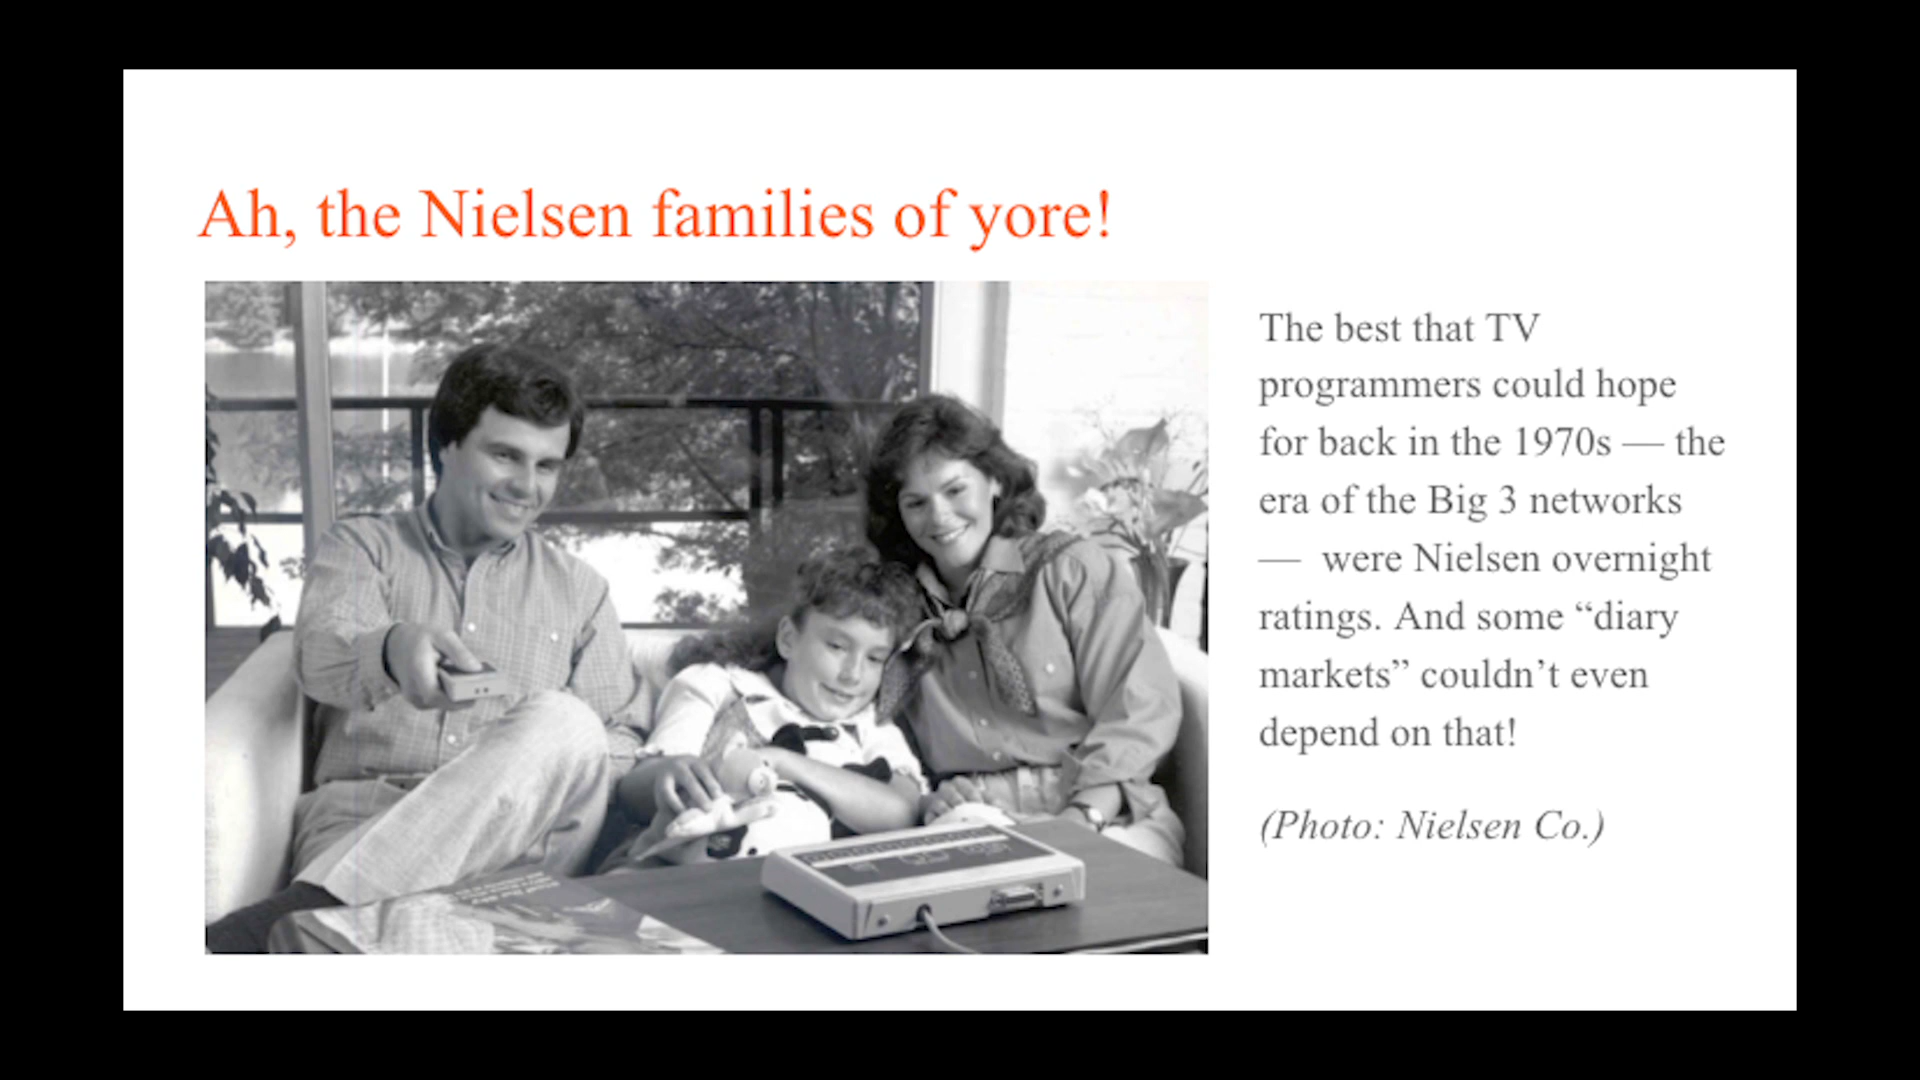 Ah, the Nielsen families of yore!
The best that TV
programmers could hope
for back in the 1970s — the
era of the Big 3 networks
—  were Nielsen overnight
ratings. And some “diary
markets” couldn’t even
depend on that!
(Photo: Nielsen Co.)